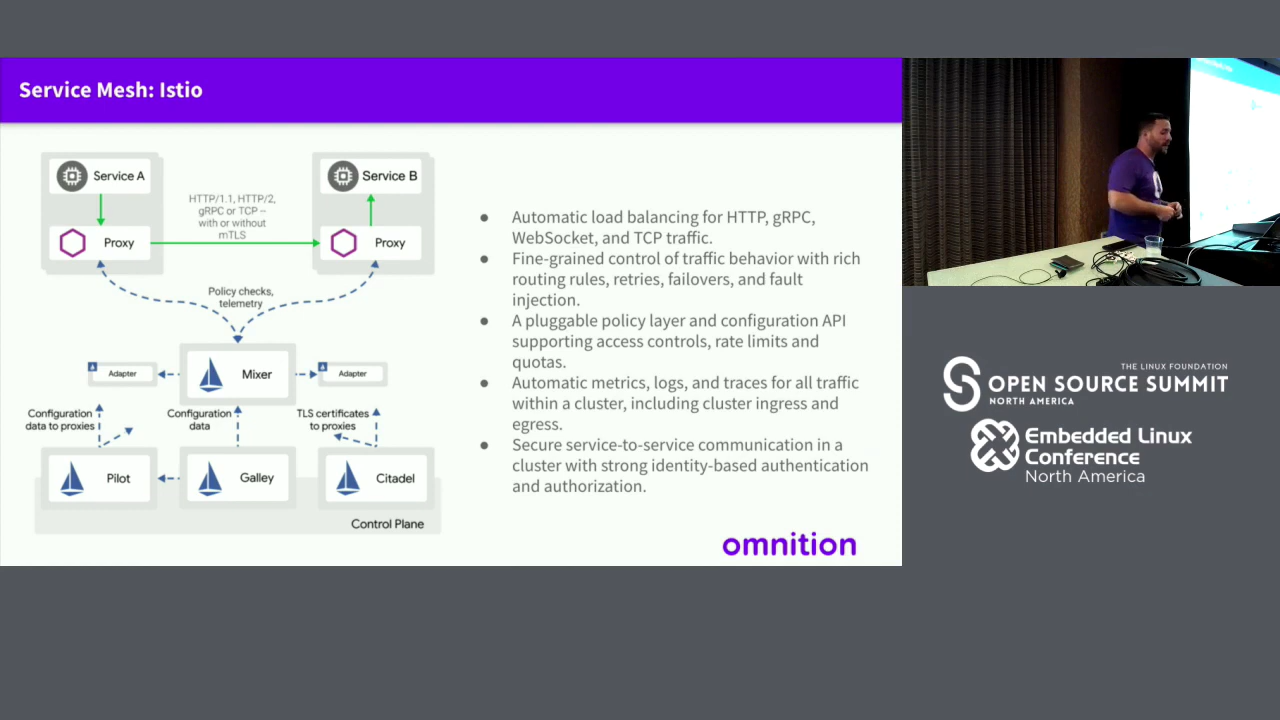 Service Mesh: Istio
Service A
Proxy
HTTP/1.1, HTTP/2,
gRPC or TCP --
with or without
mTLS
Service B
Proxy
Policy checks,
telemetry
Adapter
Mixer
Adapter
Configuration
data to proxies
Configuration
data
TLS certificates
to proxies
Pilot
Galley
Citadel
Control Plane
● Automatic load balancing for HTTP, gRPC,
WebSocket, and TCP traffic.
● Fine-grained control of traffic behavior with rich
routing rules, retries, failovers, and fault
injection.
● A pluggable policy layer and configuration API
supporting access controls, rate limits and
quotas.
● Automatic metrics, logs, and traces for all traffic
within a cluster, including cluster ingress and
egress.
● Secure service-to-service communication in a
cluster with strong identity-based authentication
and authorization.
omnition
THE LINUX FOUNDATION
OPEN SOURCE SUMMIT
NORTH AMERICA
Embedded Linux
Conference
North America